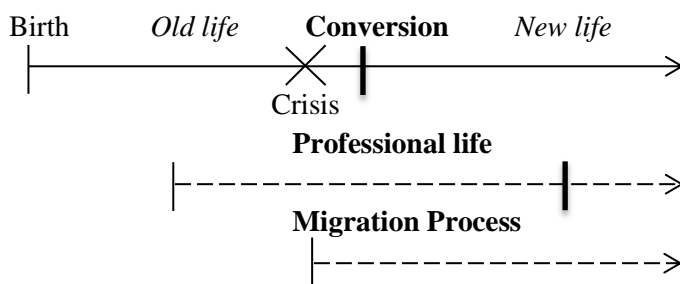 Birth Old life Conversion New life
Crisis
Professional life
Migration Process